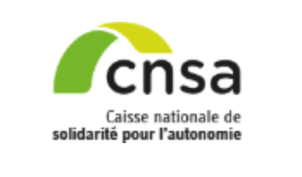 cnsa
Caisse nationale de
solidarité pour l'autonomie